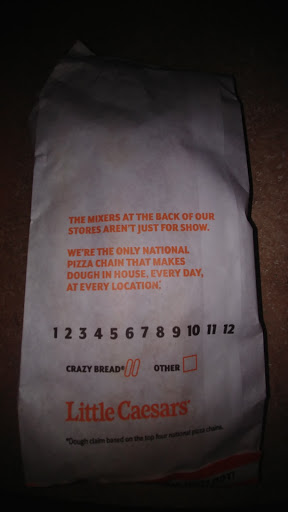 THE MIXERS AT THE BACK OF OUR
STORES AREN'T JUST FOR SHOW.
WE'RE THE ONLY NATIONAL
PIZZA CHAIN THAT MAKES
DOUGH IN HOUSE, EVERY DAY,
AT EVERY LOCATION.*
1 2 3 4 5 6 7 8 9 10 11 12
CRAZY BREAD® OTHER
Little Caesars®
*Dough claim based on the top four national pizza chains.